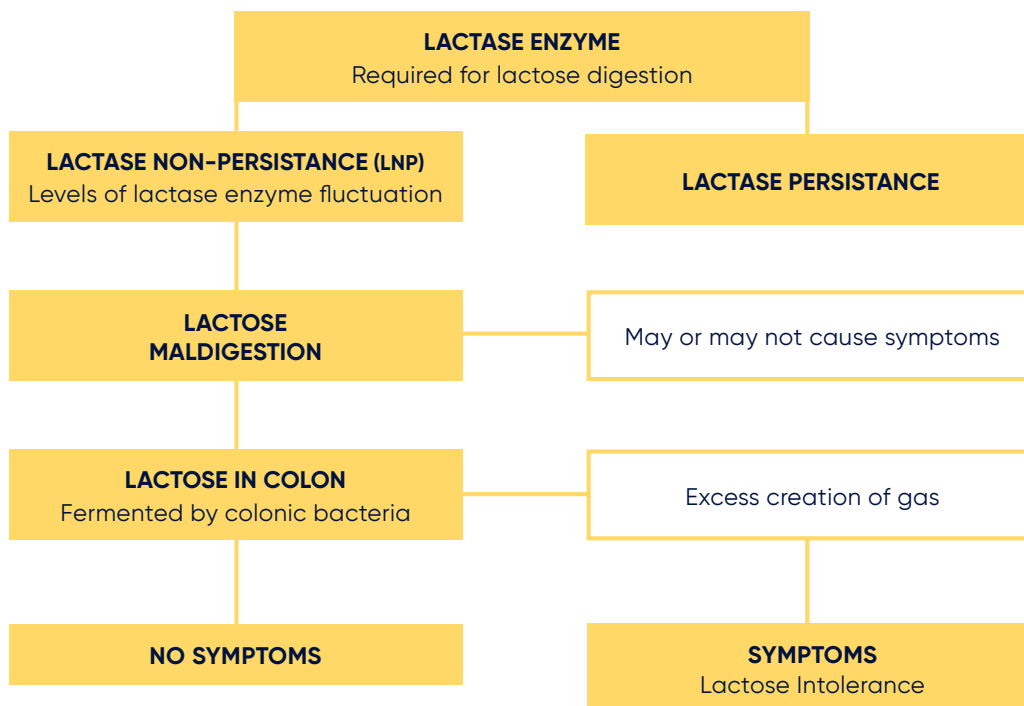 LACTASE ENZYME
Required for lactose digestion
LACTASE NON-PERSISTANCE (LNP)
Levels of lactase enzyme fluctuation
LACTASE PERSISTANCE
LACTOSE
MALDIGESTION
May or may not cause symptoms
LACTOSE IN COLON
Fermented by colonic bacteria
Excess creation of gas
NO SYMPTOMS
SYMPTOMS
Lactose Intolerance